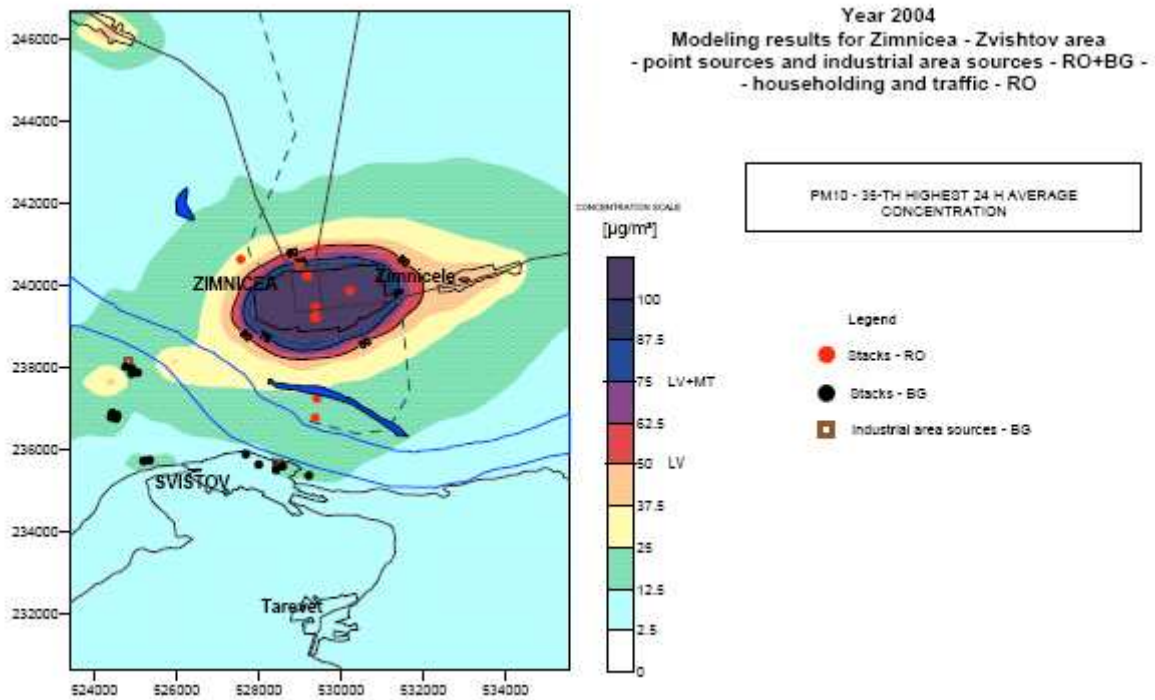 Year 2004
Modeling results for Zimnicea - Zvishtov area
- point sources and industrial area sources - RO+BG -
- householding and traffic - RO
PM10 - 35-TH HIGHEST 24 H AVERAGE
CONCENTRATION
CONCENTRATION SCALE
[µg/m³]
100
87.5
75 LV+MT
62.5
50 LV
37.5
25
12.5
2.5
0
Legend
Stacks - RO
Stacks - BG
Industrial area sources - BG
246000
244000
242000
240000
238000
236000
234000
232000
524000
526000
528000
530000
532000
534000
ZIMNICEA
Zimnicele
SVISTOV
Tarevet